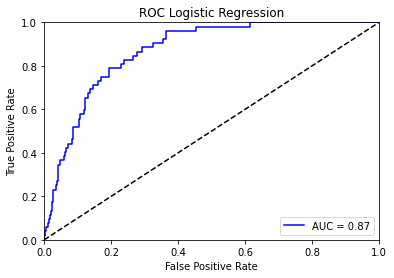 ROC Logistic Regression
True Positive Rate
1.0
0.8
0.6
0.4
0.2
0.0
AUC = 0.87
0.0 0.2 0.4 0.6 0.8 1.0
False Positive Rate